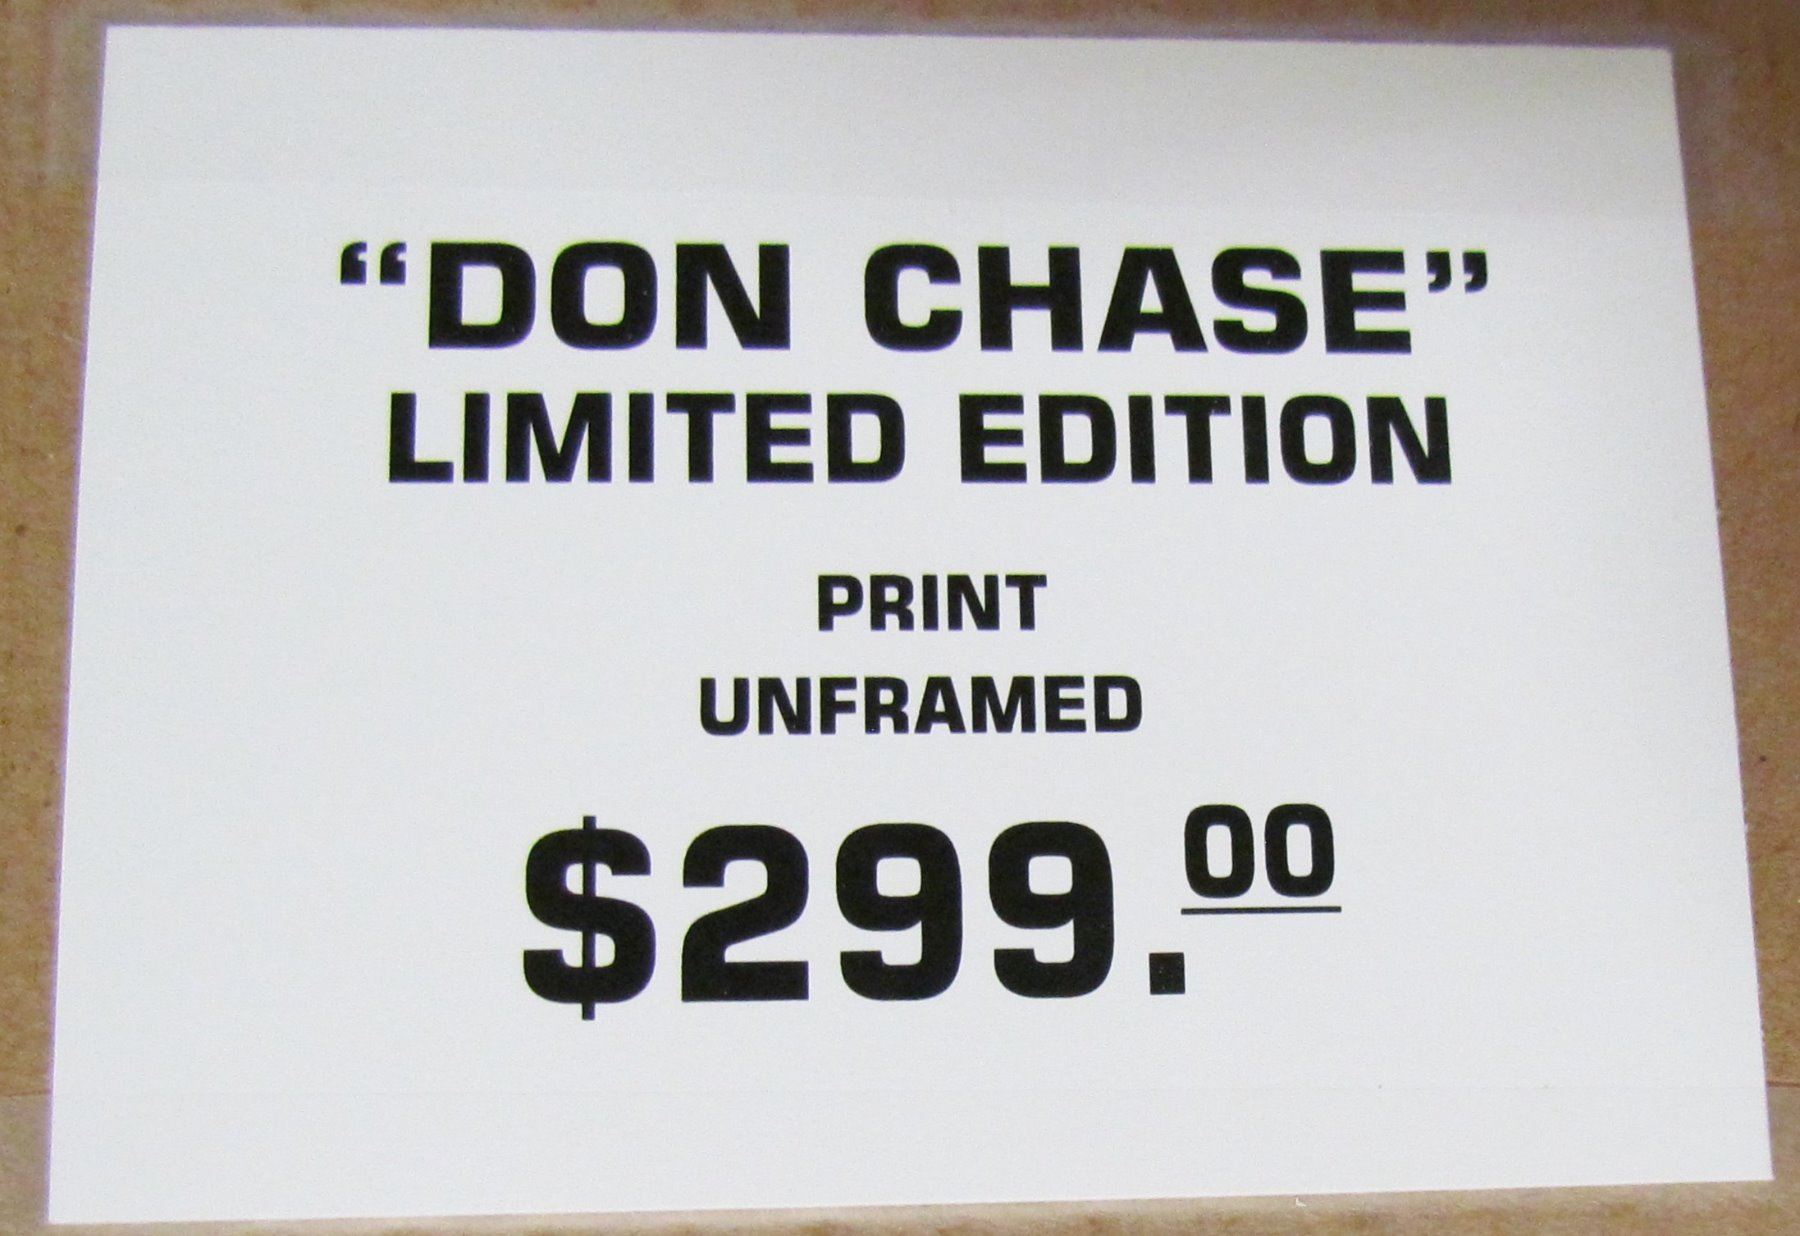 “DON CHASE”
LIMITED EDITION
PRINT
UNFRAMED
$299.00